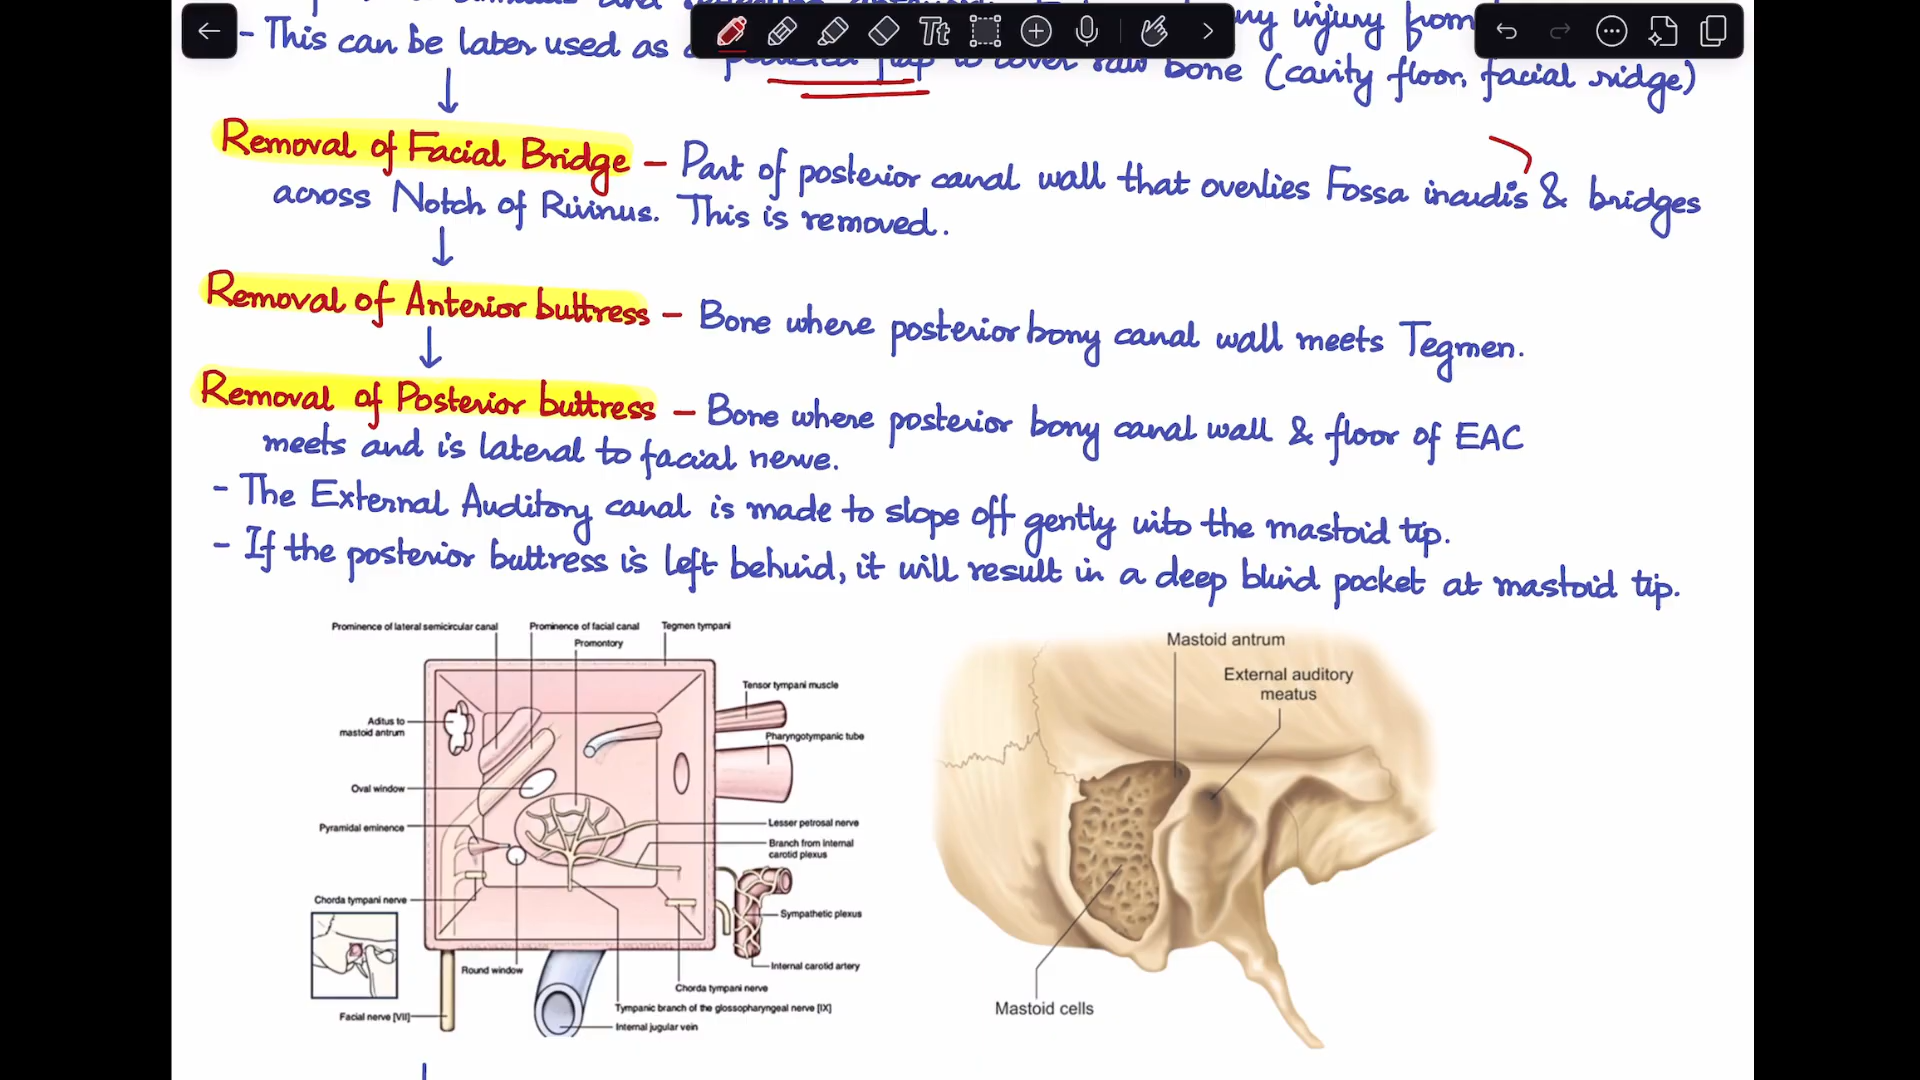 injury from
- This can be later used as a pedicled flap to cover raw bone (cavity floor, facial ridge)
Removal of Facial Bridge - Part of posterior canal wall that overlies Fossa incudis & bridges
across Notch of Rivinus. This is removed.
Removal of Anterior buttress - Bone where posterior bony canal wall meets Tegmen.
Removal of Posterior buttress - Bone where posterior bony canal wall & floor of EAC
meets and is lateral to facial nerve.
- The External Auditory canal is made to slope off gently into the mastoid tip.
- If the posterior buttress is left behind, it will result in a deep blind pocket at mastoid tip.
Prominence of lateral semicircular canal
Prominence of facial canal
Tegmen tympani
Promontory
Tensor tympani muscle
Aditus to
mastoid antrum
Pharyngotympanic tube
Oval window
Pyramidal eminence
Lesser petrosal nerve
Branch from internal
carotid plexus
Chorda tympani nerve
Sympathetic plexus
Round window
Internal carotid artery
Chorda tympani nerve
Tympanic branch of the glossopharyngeal nerve [IX]
Facial nerve [VII]
Internal jugular vein
Mastoid antrum
External auditory
meatus
Mastoid cells
Tt